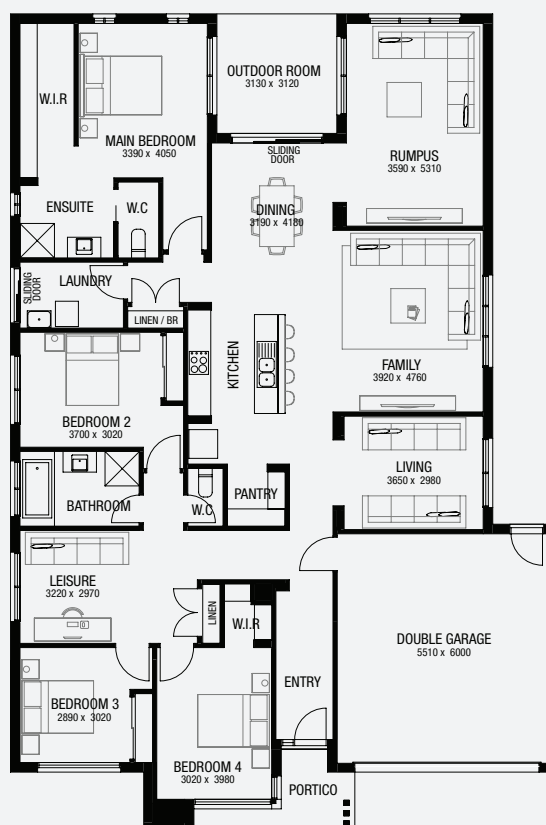 OUTDOOR ROOM
3130 x 3120
W.I.R
MAIN BEDROOM
3390 x 4050
SLIDING
DOOR
RUMPUS
3590 x 5310
ENSUITE
W.C
DINING
3190 x 4180
SLIDING
DOOR
LAUNDRY
LINEN / BR
KITCHEN
FAMILY
3920 x 4760
BEDROOM 2
3700 x 3020
LIVING
3650 x 2980
BATHROOM
W.C
PANTRY
LEISURE
3220 x 2970
LINEN
W.I.R
DOUBLE GARAGE
5510 x 6000
BEDROOM 3
2890 x 3020
ENTRY
BEDROOM 4
3020 x 3980
PORTICO